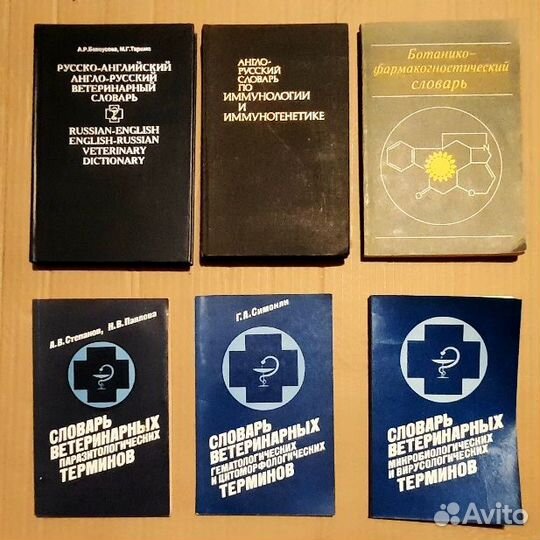 А.Р.Белоусова, М.Г.Таршис
РУССКО-АНГЛИЙСКИЙ
АНГЛО-РУССКИЙ
ВЕТЕРИНАРНЫЙ
СЛОВАРЬ
RUSSIAN-ENGLISH
ENGLISH-RUSSIAN
VETERINARY
DICTIONARY
АНГЛО-
РУССКИЙ
СЛОВАРЬ
ПО
ИММУНОЛОГИИ
И
ИММУНОГЕНЕТИКЕ
Ботанико-
фармакогностический
словарь
А.В.Степанов, Н.В.Павлова
СЛОВАРЬ
ВЕТЕРИНАРНЫХ
ПАРАЗИТОЛОГИЧЕСКИХ
ТЕРМИНОВ
Г.А.Симонян
СЛОВАРЬ
ВЕТЕРИНАРНЫХ
ГЕМАТОЛОГИЧЕСКИХ
И ЦИТОМОРФОЛОГИЧЕСКИХ
ТЕРМИНОВ
СЛОВАРЬ
ВЕТЕРИНАРНЫХ
МИКРОБИОЛОГИЧЕСКИХ
И ВИРУСОЛОГИЧЕСКИХ
ТЕРМИНОВ
Avito